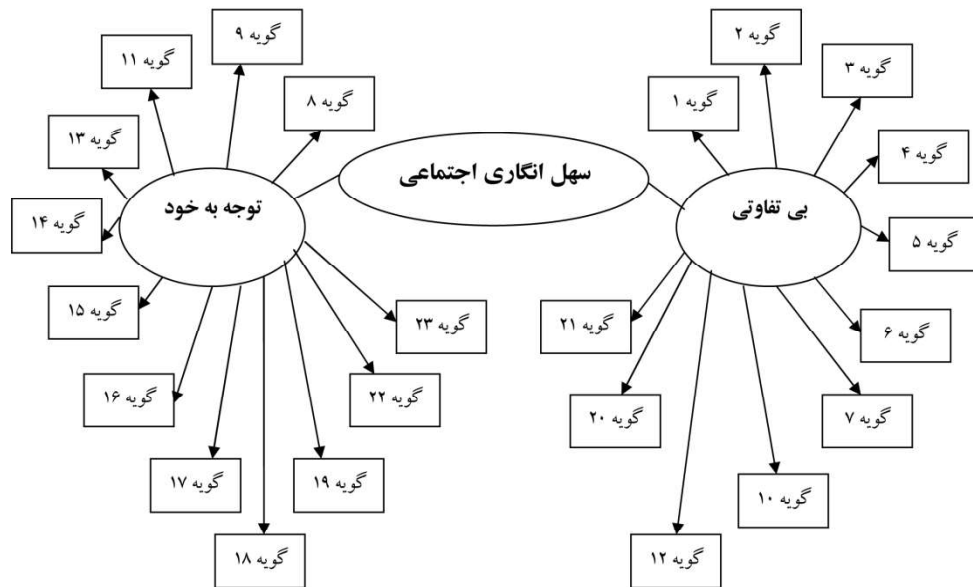 گویه ۲
گویه ۹
گویه ۳
گویه ۱۱
گویه ۱
گویه ۸
گویه ۴
گویه ۱۳
سهل انگاری اجتماعی
بی تفاوتی
توجه به خود
گویه ۱۴
گویه ۵
گویه ۱۵
گویه ۲۱
گویه ۲۳
گویه ۶
گویه ۱۶
گویه ۲۲
گویه ۲۰
گویه ۷
گویه ۱۷
گویه ۱۹
گویه ۱۰
گویه ۱۸
گویه ۱۲